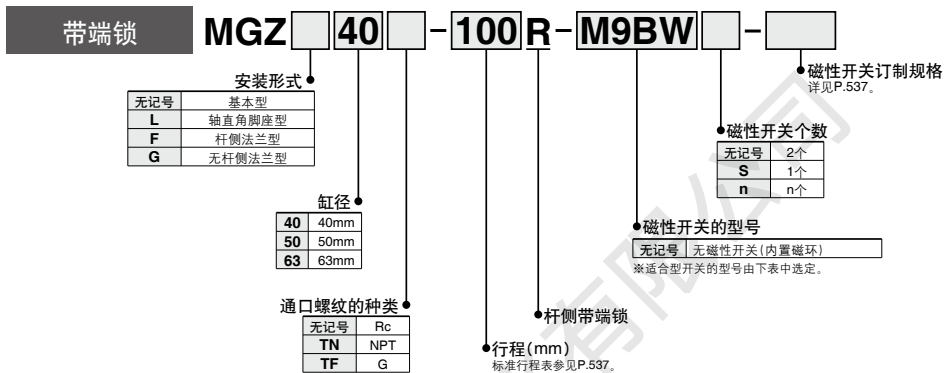 带端锁 MGZ 40 - 100 R - M9BW -
安装形式
无记号 基本型
L 轴直角脚座型
F 杆侧法兰型
G 无杆侧法兰型
缸径
40 40mm
50 50mm
63 63mm
通口螺纹的种类
无记号 Rc
TN NPT
TF G
行程(mm)
标准行程表参见P.537。
杆侧带端锁
磁性开关的型号
无记号 无磁性开关(内置磁环)
※适合型开关的型号由下表中选定。
磁性开关个数
无记号 2个
S 1个
n n个
磁性开关订制规格
详见P.537。
有限公司